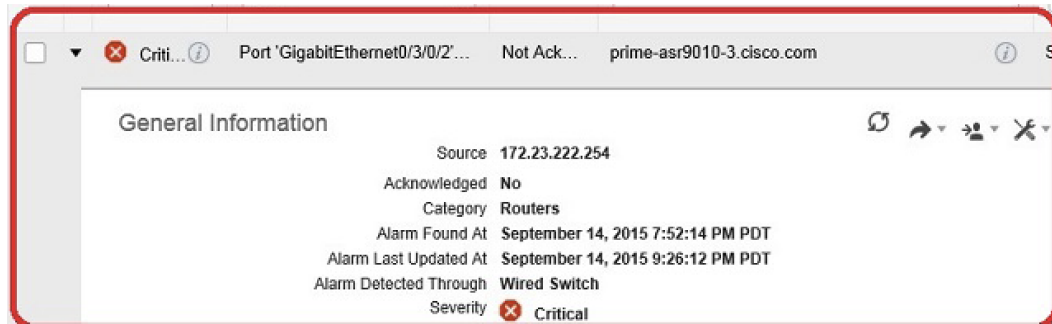 Criti... Port 'GigabitEthernet0/3/0/2'... Not Ack... prime-asr9010-3.cisco.com S
General Information
Source 172.23.222.254
Acknowledged No
Category Routers
Alarm Found At September 14, 2015 7:52:14 PM PDT
Alarm Last Updated At September 14, 2015 9:26:12 PM PDT
Alarm Detected Through Wired Switch
Severity Critical